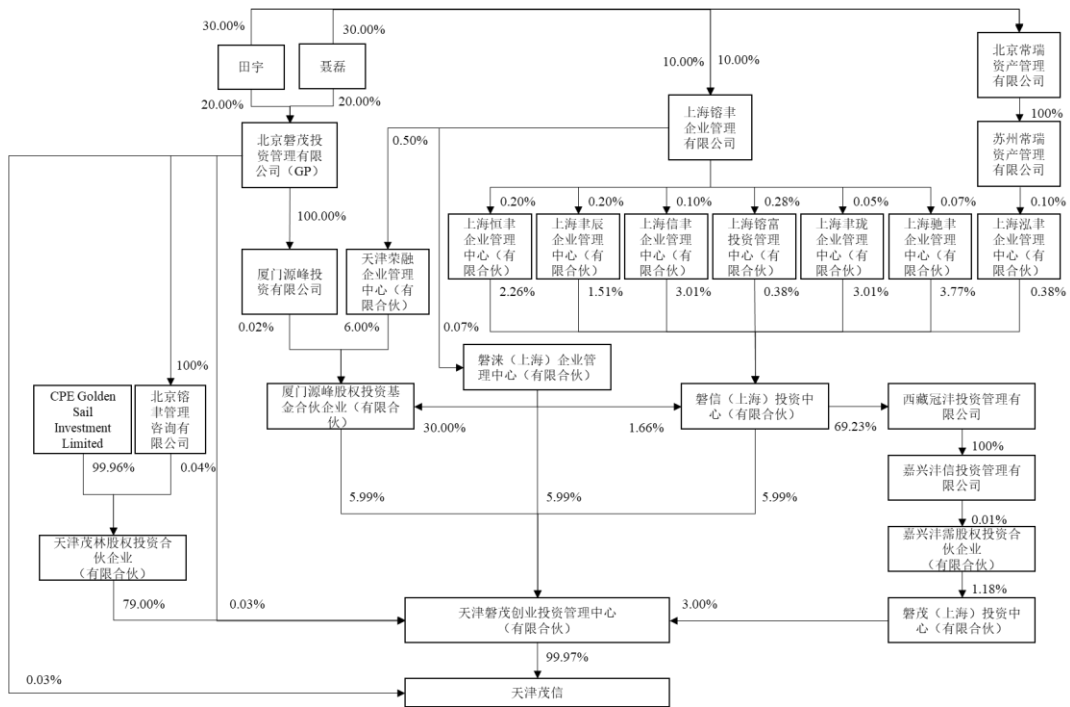 30.00%
30.00%
田宇
聂磊
10.00%
10.00%
北京常瑞
资产管理
有限公司
20.00%
20.00%
上海镕聿
企业管理
有限公司
100%
北京磐茂投
资管理有限
公司（GP）
0.50%
苏州常瑞
资产管理
有限公司
100.00%
0.20%
0.20%
0.10%
0.28%
0.05%
0.07%
0.10%
厦门源峰投
资有限公司
天津荣融
企业管理
中心（有
限合伙）
上海恒聿
企业管理
中心（有
限合伙）
上海聿辰
企业管理
中心（有
限合伙）
上海信聿
企业管理
中心（有
限合伙）
上海镕富
投资管理
中心（有
限合伙）
上海聿珑
企业管理
中心（有
限合伙）
上海驰聿
企业管理
中心（有
限合伙）
上海泓聿
企业管理
中心（有
限合伙）
2.26%
1.51%
3.01%
0.38%
3.01%
3.77%
0.38%
0.02%
6.00%
0.07%
磐涞（上海）企业管
理中心（有限合伙）
100%
CPE Golden
Sail
Investment
Limited
北京镕
聿管理
咨询有
限公司
厦门源峰股权投资基
金合伙企业（有限合
伙）
磐信（上海）投资中
心（有限合伙）
西藏冠沣投资管理有
限公司
30.00%
1.66%
69.23%
100%
99.96%
0.04%
嘉兴沣信投资管理有
限公司
5.99%
5.99%
5.99%
0.01%
天津茂林股权投资合
伙企业
（有限合伙）
嘉兴沣霈股权投资合
伙企业
（有限合伙）
1.18%
79.00%
0.03%
天津磐茂创业投资管理中心
（有限合伙）
3.00%
磐茂（上海）投资中
心（有限合伙）
99.97%
0.03%
天津茂信